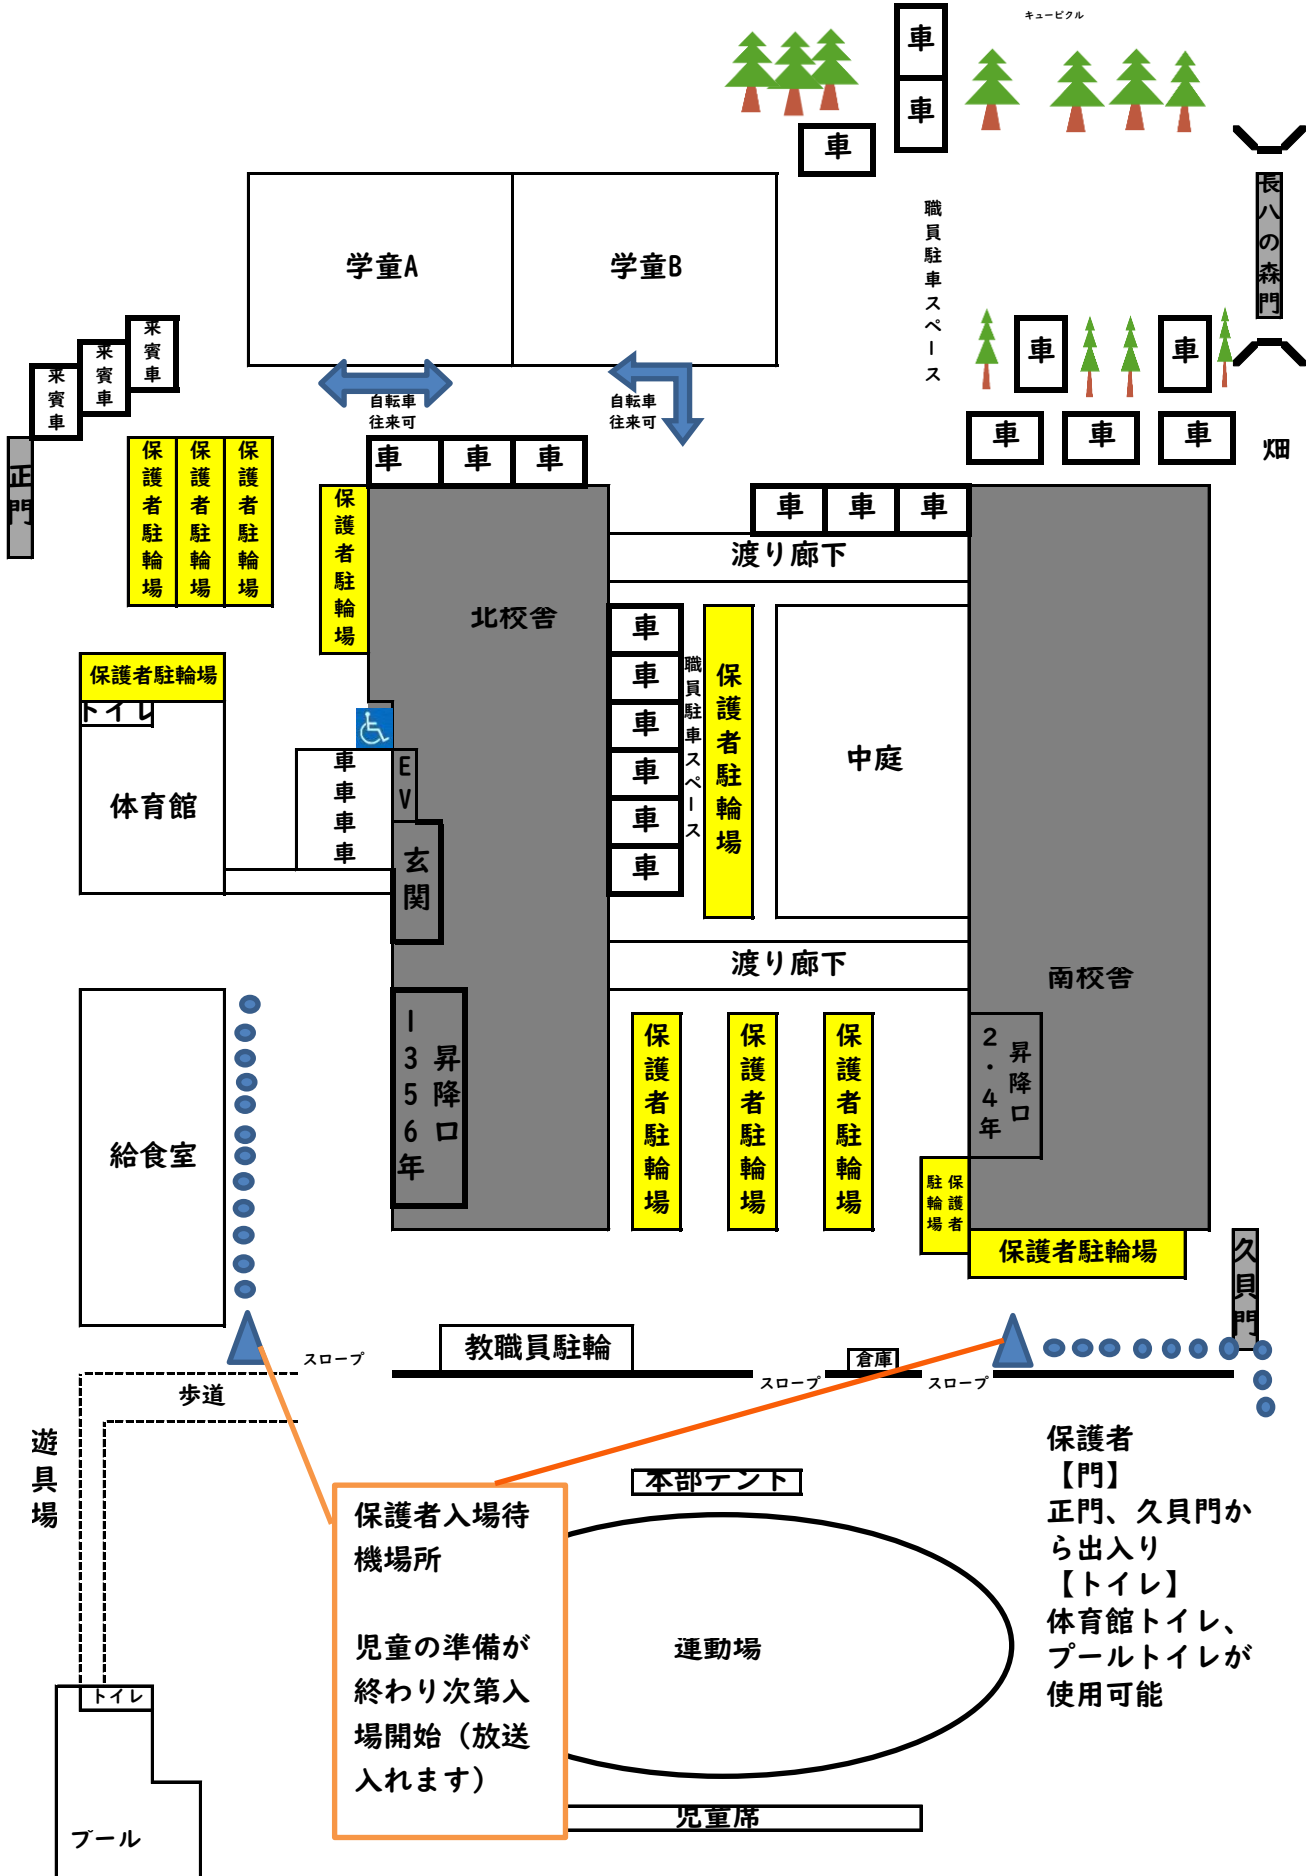 キュービクル
車
車
車
長八の森門
職員駐車スペース
学童A
学童B
来賓車
来賓車
来賓車
車
車
自転車
往来可
自転車
往来可
車
車
車
畑
正門
保護者駐輪場
保護者駐輪場
保護者駐輪場
車
車
車
保護者駐輪場
車
車
車
渡り廊下
北校舎
車
車
車
車
車
車
職員駐車スペース
保護者駐輪場
中庭
保護者駐輪場
トイレ
体育館
車
車
車
車
EV
玄関
渡り廊下
南校舎
給食室
1356年
昇降口
保護者駐輪場
保護者駐輪場
保護者駐輪場
2・4年
昇降口
保護者
駐輪場
保護者駐輪場
久貝門
教職員駐輪
倉庫
スロープ
スロープ
スロープ
歩道
遊具場
本部テント
保護者入場待
機場所
児童の準備が
終わり次第入
場開始（放送
入れます）
運動場
児童席
保護者
【門】
正門、久貝門か
ら出入り
【トイレ】
体育館トイレ、
プールトイレが
使用可能
トイレ
プール